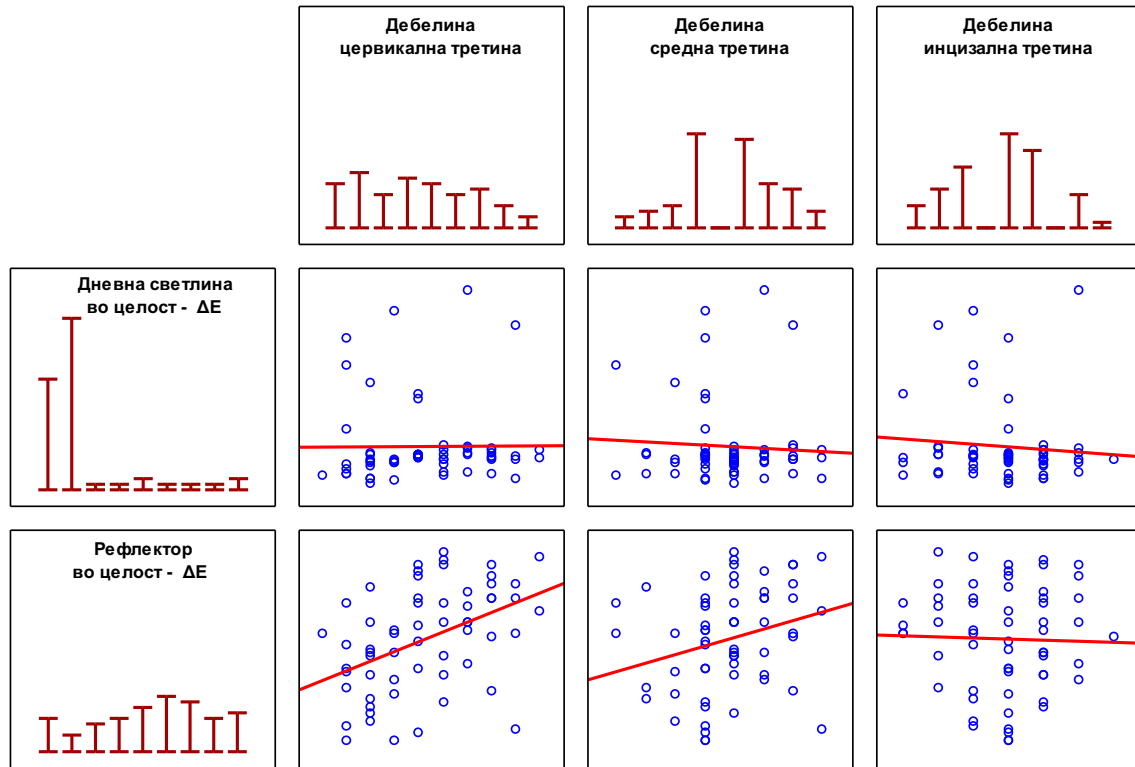 Дебелина
цервикална третина
Дебелина
средна третина
Дебелина
инцизална третина
Дневна светлина
во целост - ΔE
Рефлектор
во целост - ΔE